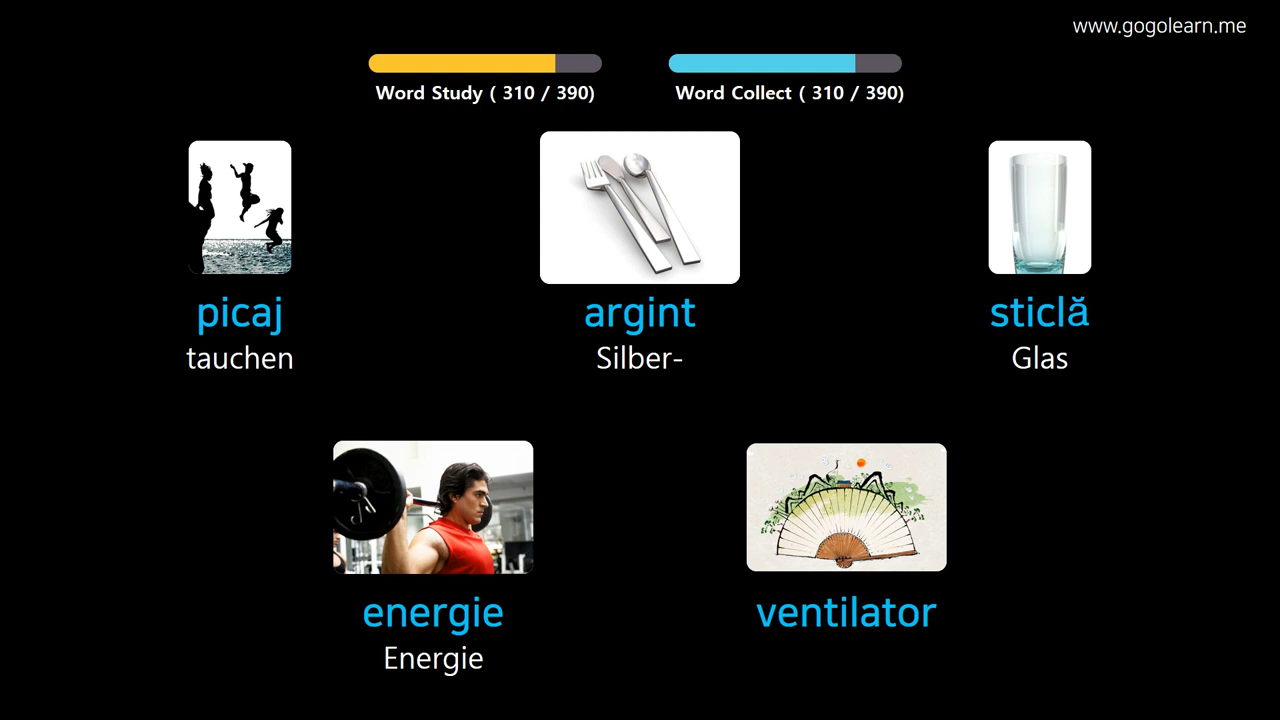 www.gogolearn.me
Word Study ( 310 / 390)
Word Collect ( 310 / 390)
picaj
tauchen
argint
Silber-
sticlă
Glas
energie
Energie
ventilator